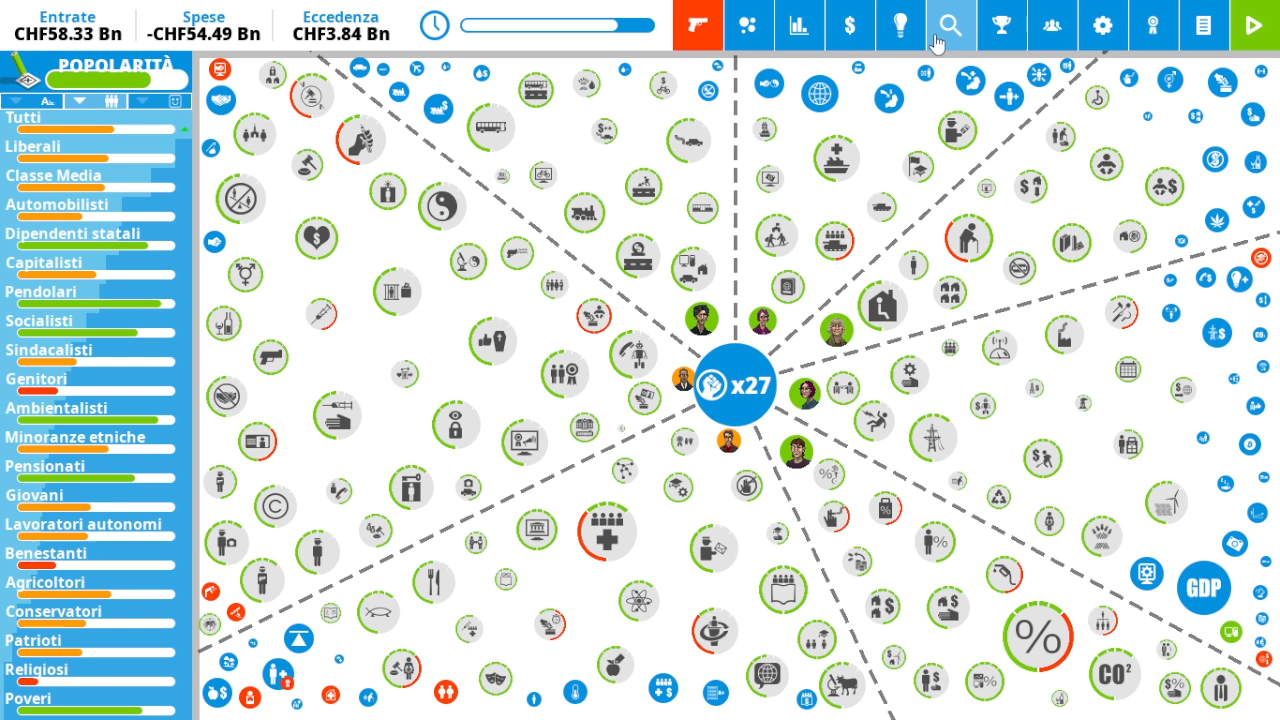 Entrate
CHF58.33 Bn
Spese
-CHF54.49 Bn
Eccedenza
CHF3.84 Bn
$
POPOLARITÀ
Tutti
Liberali
Classe Media
Automobilisti
Dipendenti statali
Capitalisti
Pendolari
Socialisti
Sindacalisti
Genitori
Ambientalisti
Minoranze etniche
Pensionati
Giovani
Lavoratori autonomi
Benestanti
Agricoltori
Conservatori
Patrioti
Religiosi
Poveri
x27
GDP
%
CO²